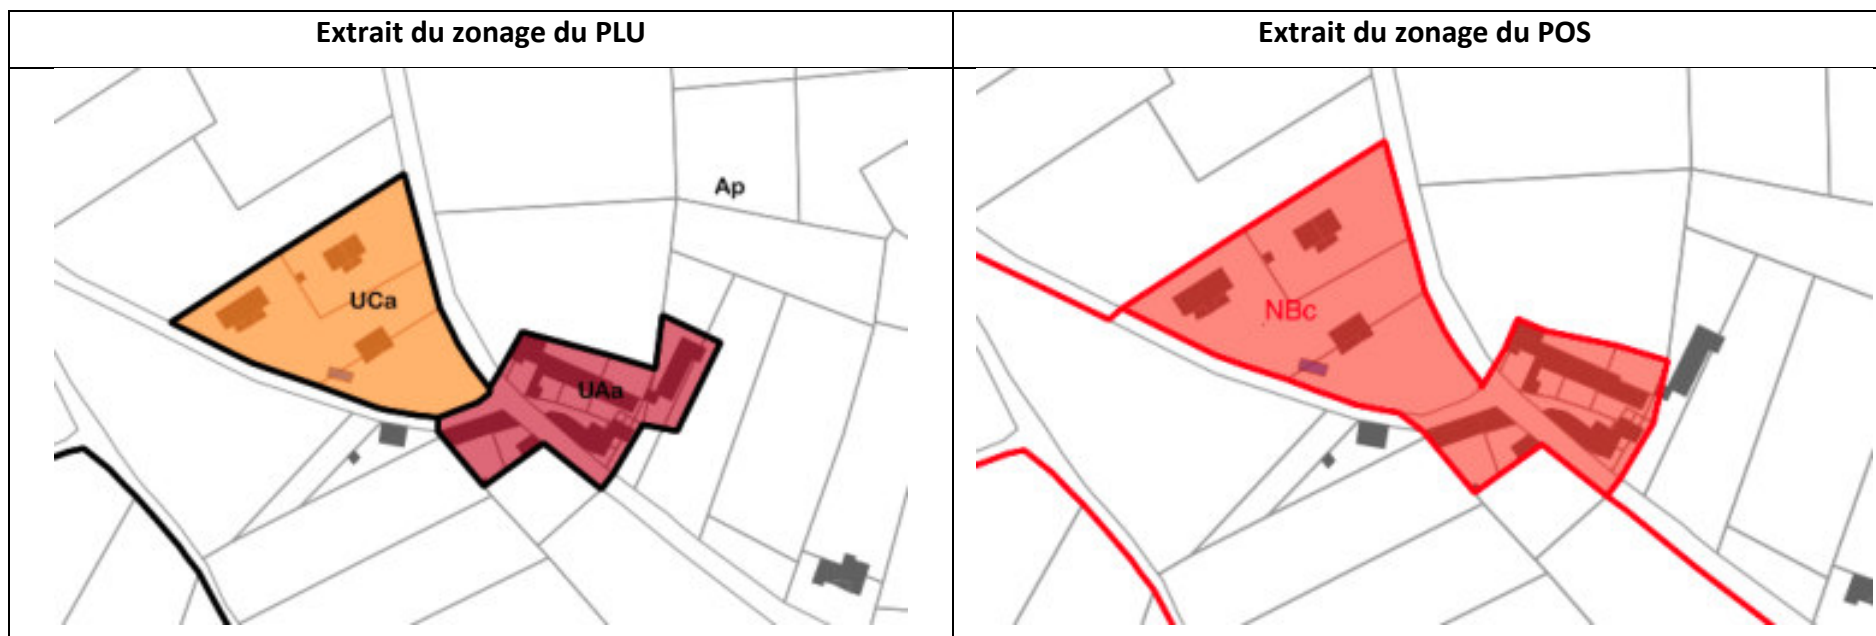 Extrait du zonage du PLU
Extrait du zonage du POS
Ap
UCa
UAa
NBc